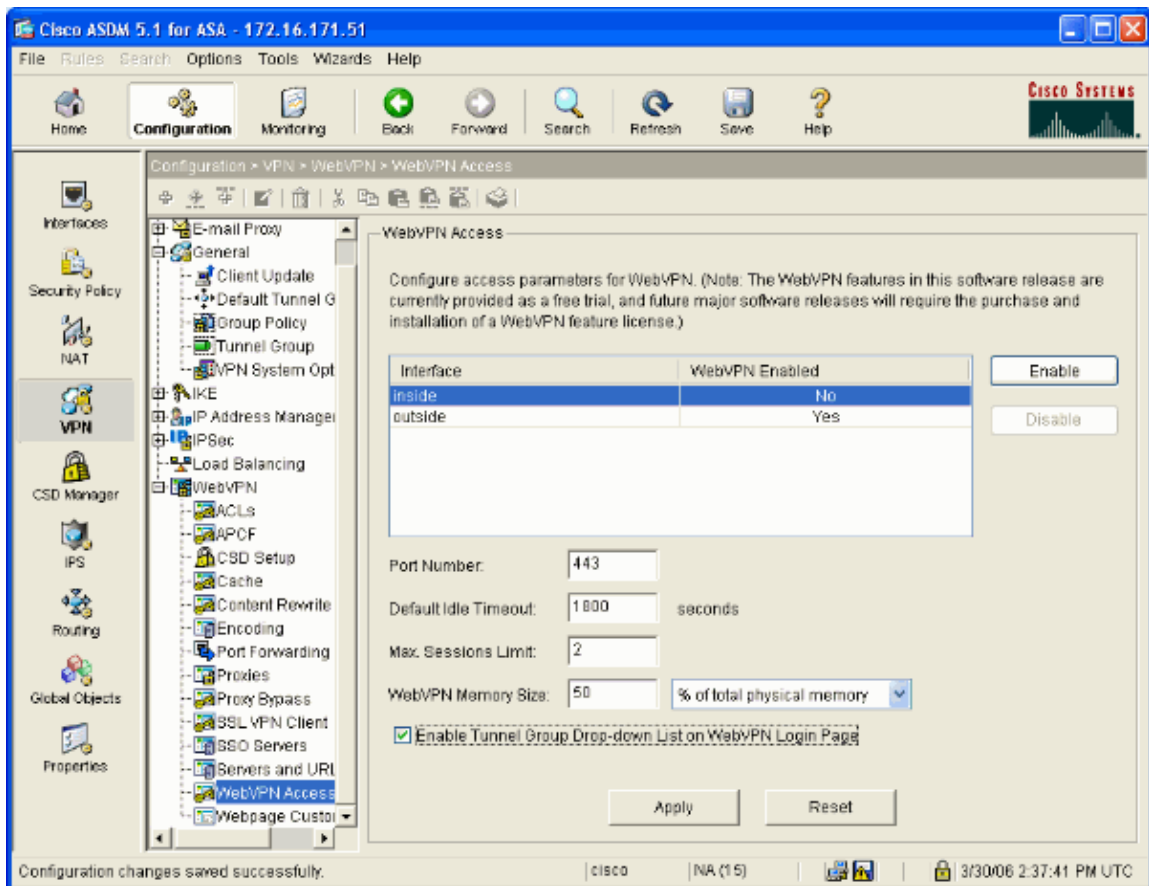 Cisco ASDM 5.1 for ASA - 172.16.171.51
File Rules Search Options Tools Wizards Help
Home Configuration Monitoring Back Forward Search Refresh Save Help
CISCO SYSTEMS
Configuration > VPN > WebVPN > WebVPN Access
Interfaces
Security Policy
NAT
VPN
CSD Manager
IPS
Routing
Global Objects
Properties
E-mail Proxy
General
Client Update
Default Tunnel G
Group Policy
Tunnel Group
VPN System Opt
IKE
IP Address Manager
IPSec
Load Balancing
WebVPN
ACLs
APCF
CSD Setup
Cache
Content Rewrite
Encoding
Port Forwarding
Proxies
Proxy Bypass
SSL VPN Client
SSO Servers
Servers and URL
WebVPN Access
Webpage Custo
WebVPN Access
Configure access parameters for WebVPN. (Note: The WebVPN features in this software release are
currently provided as a free trial, and future major software releases will require the purchase and
installation of a WebVPN feature license.)
Interface WebVPN Enabled
inside No
outside Yes
Enable
Disable
Port Number: 443
Default Idle Timeout: 1800 seconds
Max. Sessions Limit: 2
WebVPN Memory Size: 50 % of total physical memory
Enable Tunnel Group Drop-down List on WebVPN Login Page
Apply Reset
Configuration changes saved successfully. cisco NA (15) 3/30/06 2:37:41 PM UTC